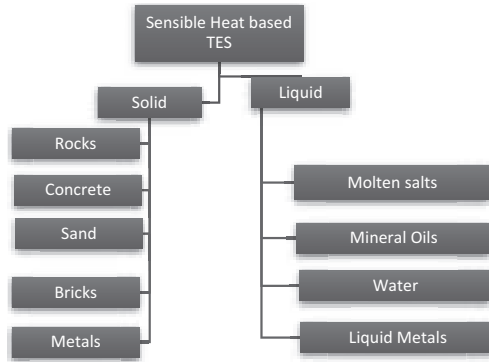 Sensible Heat based
TES
Solid
Liquid
Rocks
Concrete
Sand
Bricks
Metals
Molten salts
Mineral Oils
Water
Liquid Metals